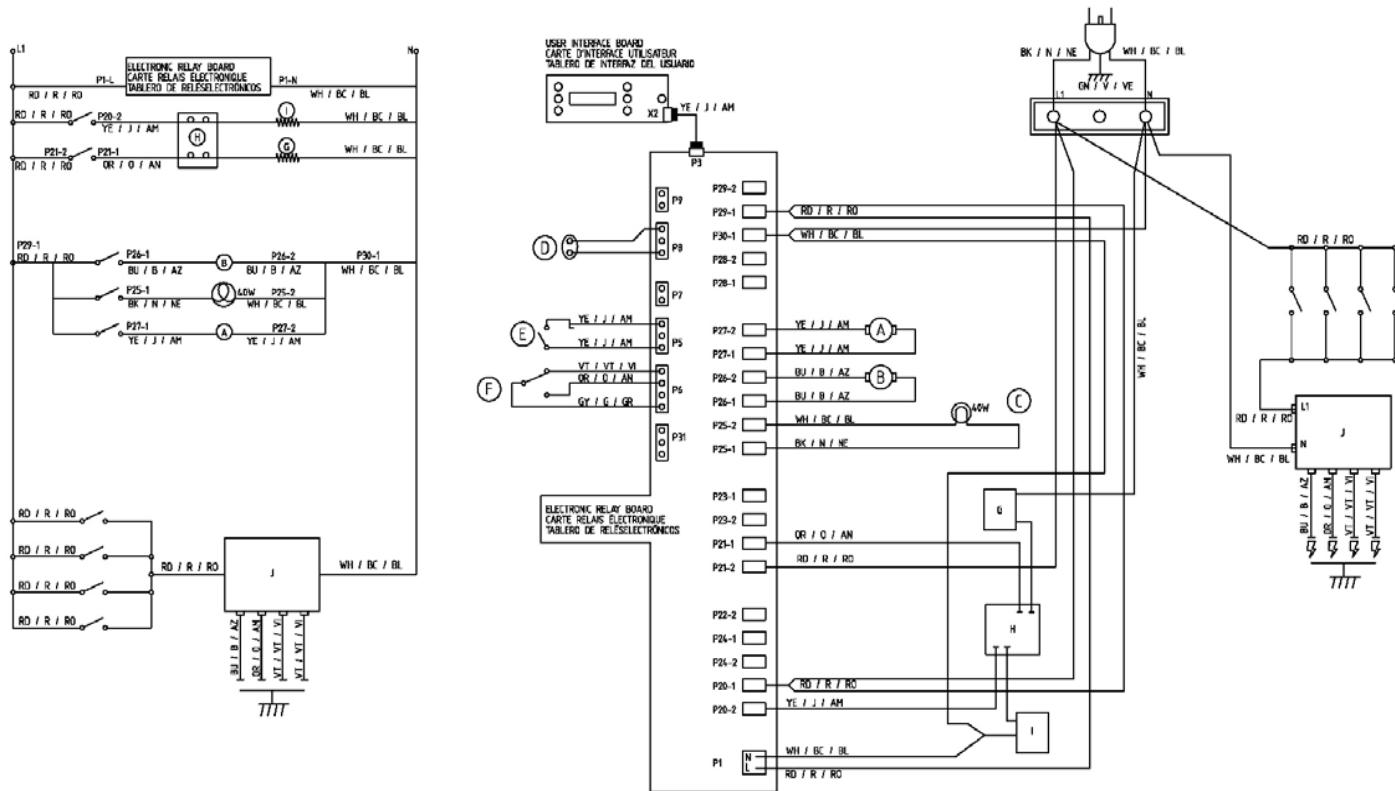 L1
N
ELECTRONIC RELAY BOARD
CARTE RELAIS ÉLECTRONIQUE
TABLERO DE RELÉSELECTRÓNICOS
P1-L
P1-N
RD / R / RO
WH / BC / BL
RD / R / RO
P20-2
YE / J / AM
H
I
WH / BC / BL
P21-2
RD / R / RO
P21-1
OR / O / AN
G
WH / BC / BL
P29-1
RD / R / RO
P26-1
BU / B / AZ
B
P26-2
BU / B / AZ
P30-1
WH / BC / BL
P25-1
BK / N / NE
40W
P25-2
WH / BC / BL
P27-1
YE / J / AM
A
P27-2
YE / J / AM
RD / R / RO
RD / R / RO
RD / R / RO
RD / R / RO
RD / R / RO
J
WH / BC / BL
BU / B / AZ
OR / O / AM
VT / VT / VI
VT / VT / VI
USER INTERFACE BOARD
CARTE D'INTERFACE UTILISATEUR
TABLERO DE INTERFAZ DEL USUARIO
X2
YE / J / AM
P3
P9
D
P8
P7
E
YE / J / AM
YE / J / AM
P5
F
VT / VT / VI
OR / O / AN
GY / G / GR
P6
P31
ELECTRONIC RELAY BOARD
CARTE RELAIS ÉLECTRONIQUE
TABLERO DE RELÉSELECTRÓNICOS
P29-2
P29-1
RD / R / RO
P30-1
WH / BC / BL
P28-2
P28-1
P27-2
YE / J / AM
A
P27-1
YE / J / AM
P26-2
BU / B / AZ
B
P26-1
BU / B / AZ
P25-2
WH / BC / BL
40W
C
P25-1
BK / N / NE
P23-1
P23-2
P21-1
OR / O / AN
P21-2
RD / R / RO
P22-2
P24-1
P24-2
P20-1
RD / R / RO
P20-2
YE / J / AM
P1
N
L
WH / BC / BL
RD / R / RO
H
I
BK / N / NE
WH / BC / BL
GN / V / VE
L1
N
WH / BC / BL
RD / R / RO
RD / R / RO
L1
N
J
WH / BC / BL
BU / B / AZ
OR / O / AM
VT / VT / VI
VT / VT / VI